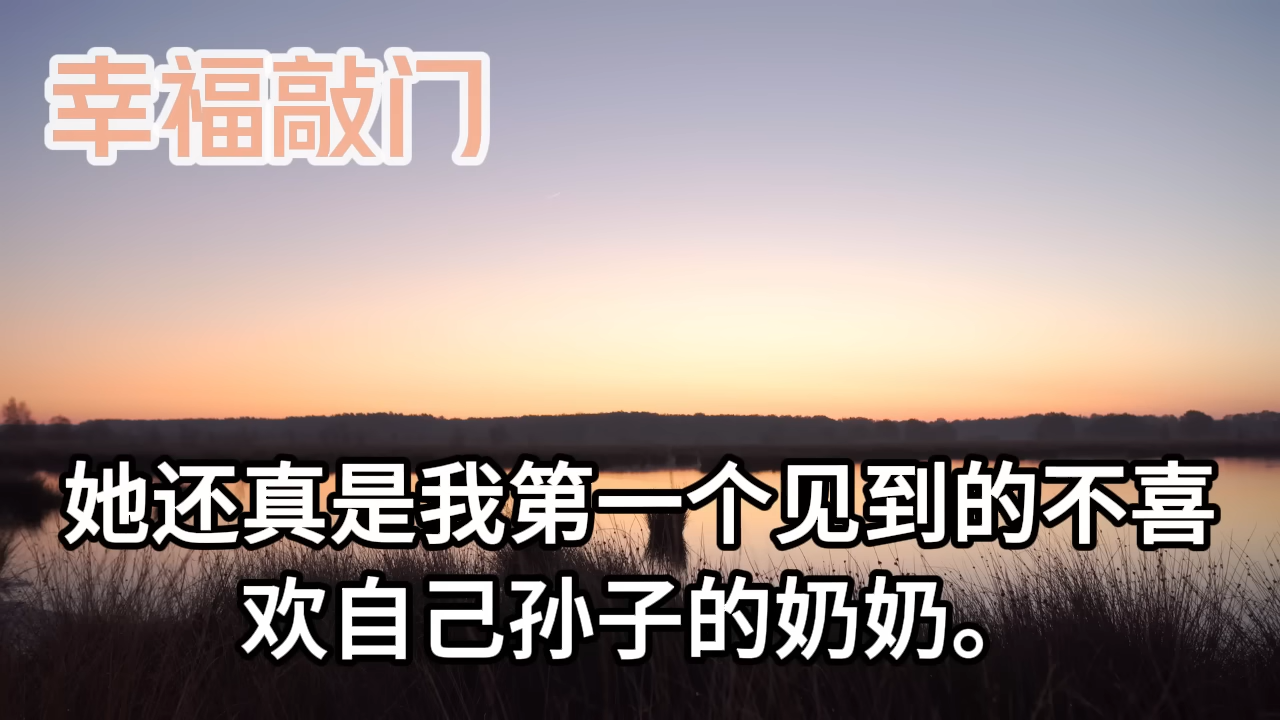 幸福敲门
她还真是我第一个见到的不喜
欢自己孙子的奶奶。